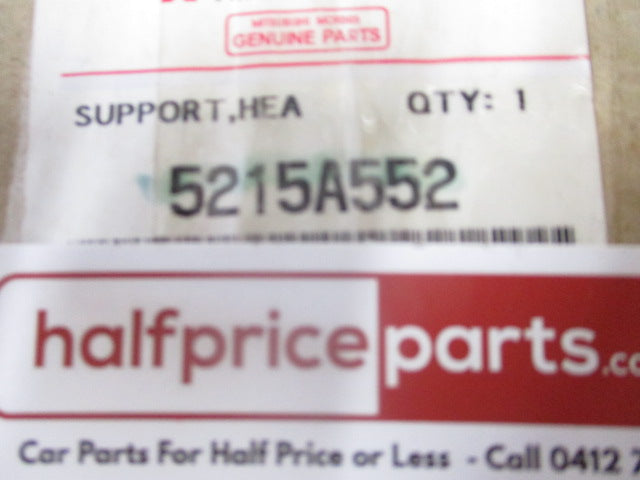 MITSUBISHI MOTORS
GENUINE PARTS
SUPPORT,HEA QTY: 1
5215A552
halfpriceparts.co
Car Parts For Half Price or Less - Call 0412 2